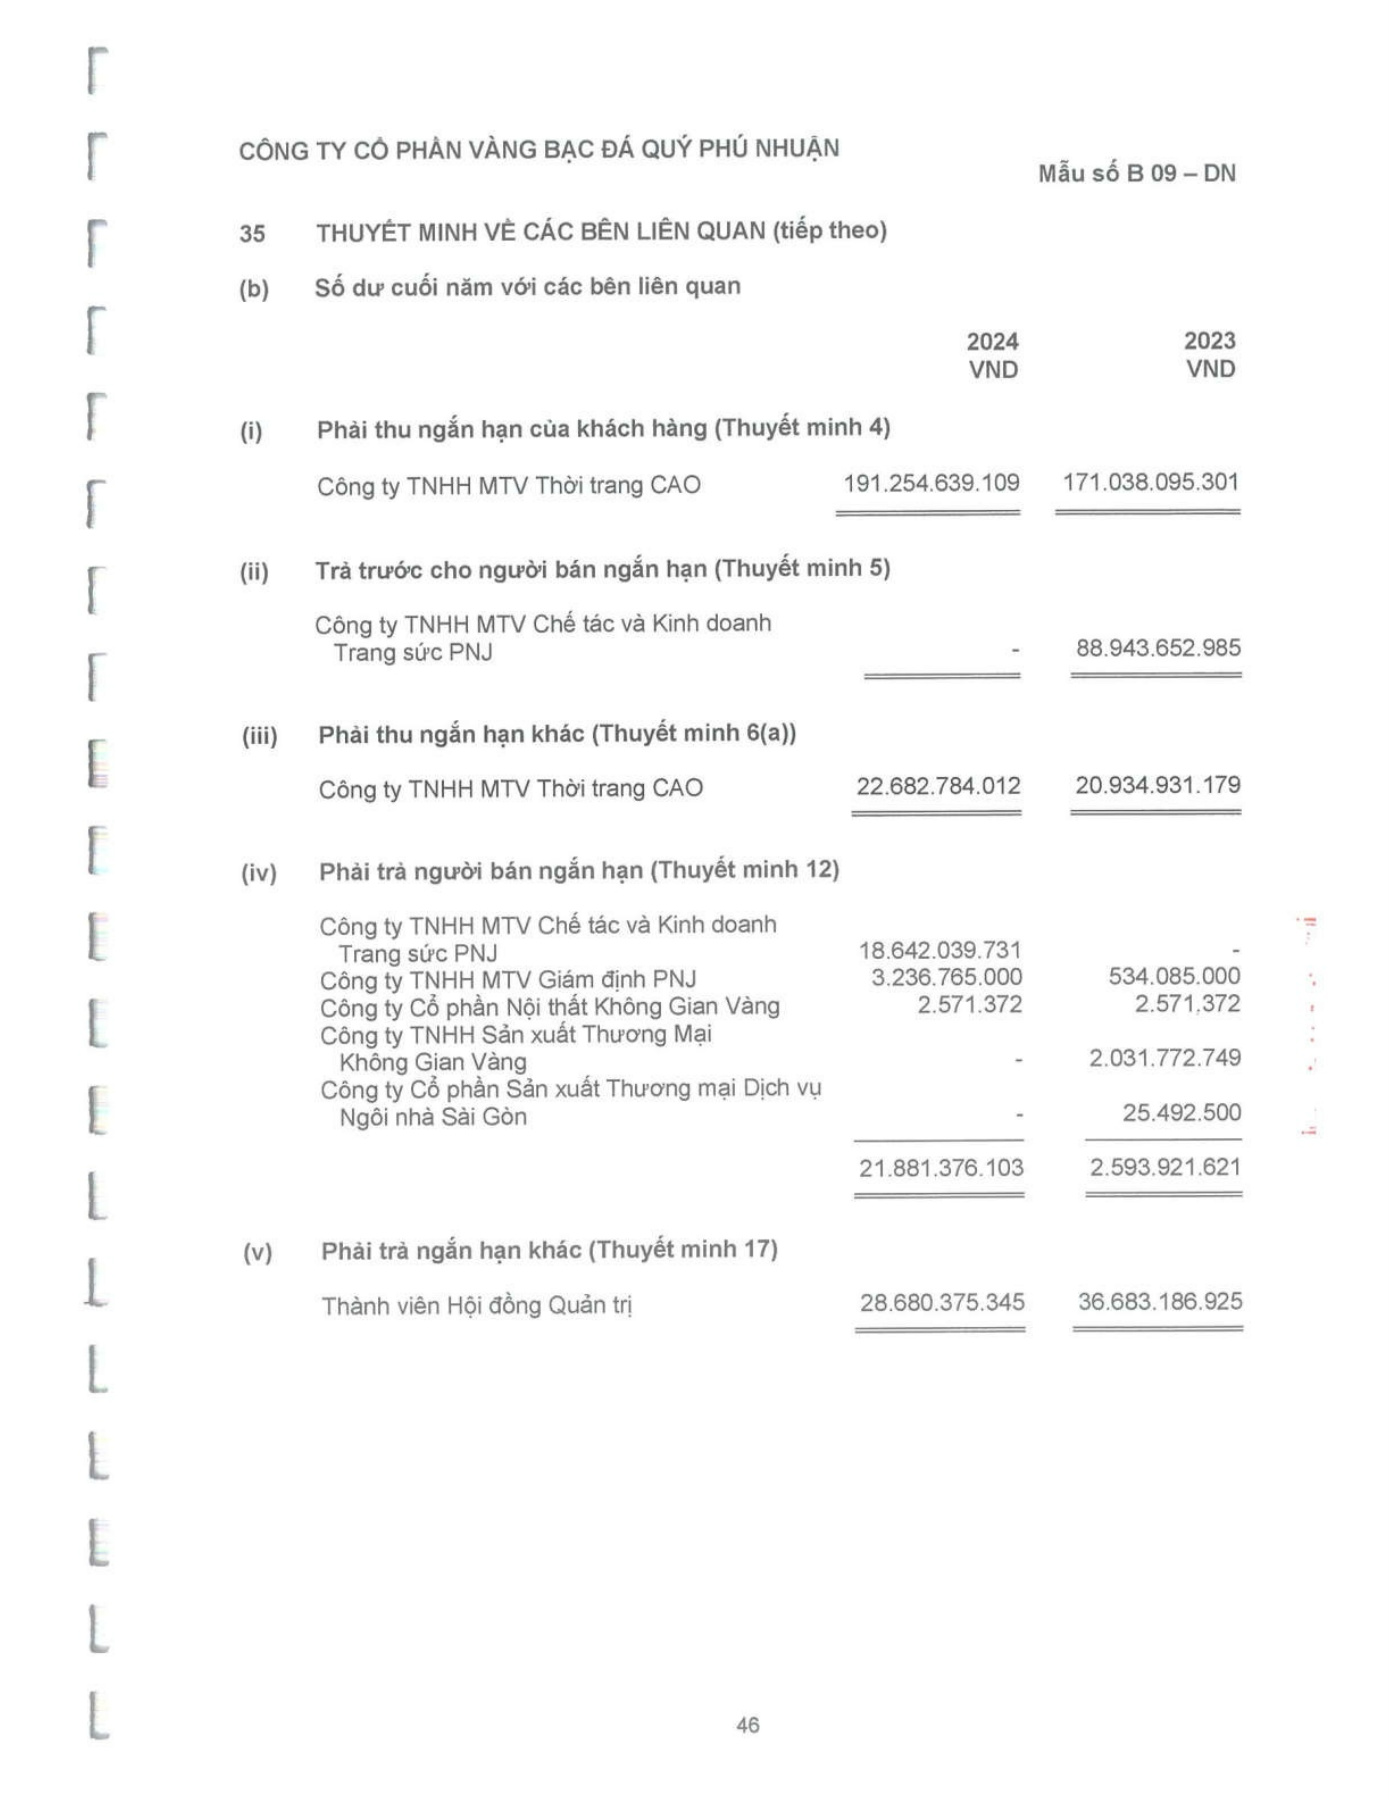 CÔNG TY CỔ PHẦN VÀNG BẠC ĐÁ QUÝ PHÚ NHUẬN
Mẫu số B 09 – DN
35 THUYẾT MINH VỀ CÁC BÊN LIÊN QUAN (tiếp theo)
(b) Số dư cuối năm với các bên liên quan
2024 2023
VND VND
(i) Phải thu ngắn hạn của khách hàng (Thuyết minh 4)
Công ty TNHH MTV Thời trang CAO 191.254.639.109 171.038.095.301
(ii) Trả trước cho người bán ngắn hạn (Thuyết minh 5)
Công ty TNHH MTV Chế tác và Kinh doanh
Trang sức PNJ - 88.943.652.985
(iii) Phải thu ngắn hạn khác (Thuyết minh 6(a))
Công ty TNHH MTV Thời trang CAO 22.682.784.012 20.934.931.179
(iv) Phải trả người bán ngắn hạn (Thuyết minh 12)
Công ty TNHH MTV Chế tác và Kinh doanh
Trang sức PNJ 18.642.039.731 -
Công ty TNHH MTV Giám định PNJ 3.236.765.000 534.085.000
Công ty Cổ phần Nội thất Không Gian Vàng 2.571.372 2.571.372
Công ty TNHH Sản xuất Thương Mại
Không Gian Vàng - 2.031.772.749
Công ty Cổ phần Sản xuất Thương mại Dịch vụ
Ngôi nhà Sài Gòn - 25.492.500
21.881.376.103 2.593.921.621
(v) Phải trả ngắn hạn khác (Thuyết minh 17)
Thành viên Hội đồng Quản trị 28.680.375.345 36.683.186.925
46